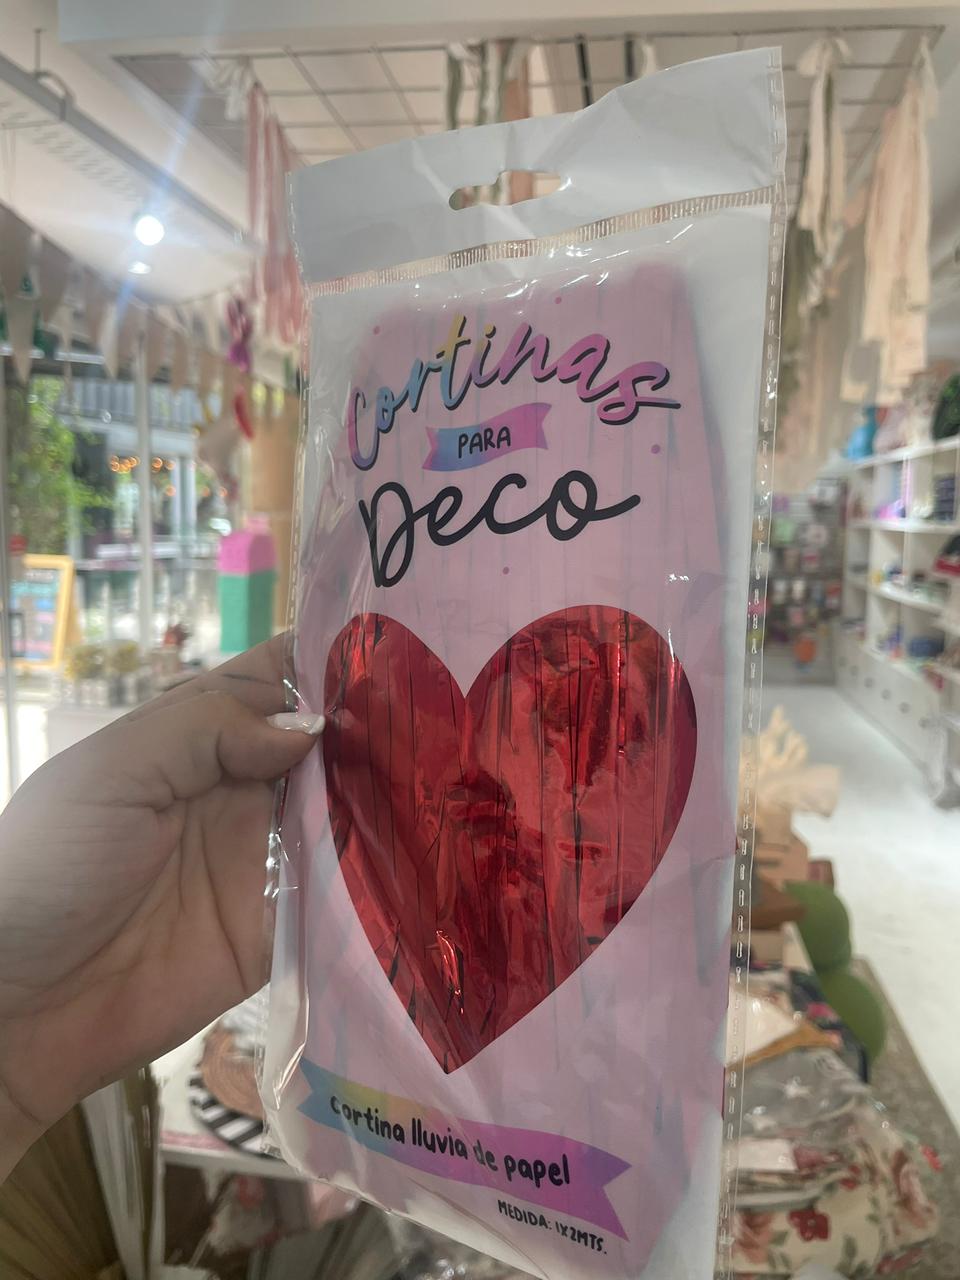 Cortinas
PARA
Deco
cortina lluvia de papel
MEDIDA: 1X2MTS.